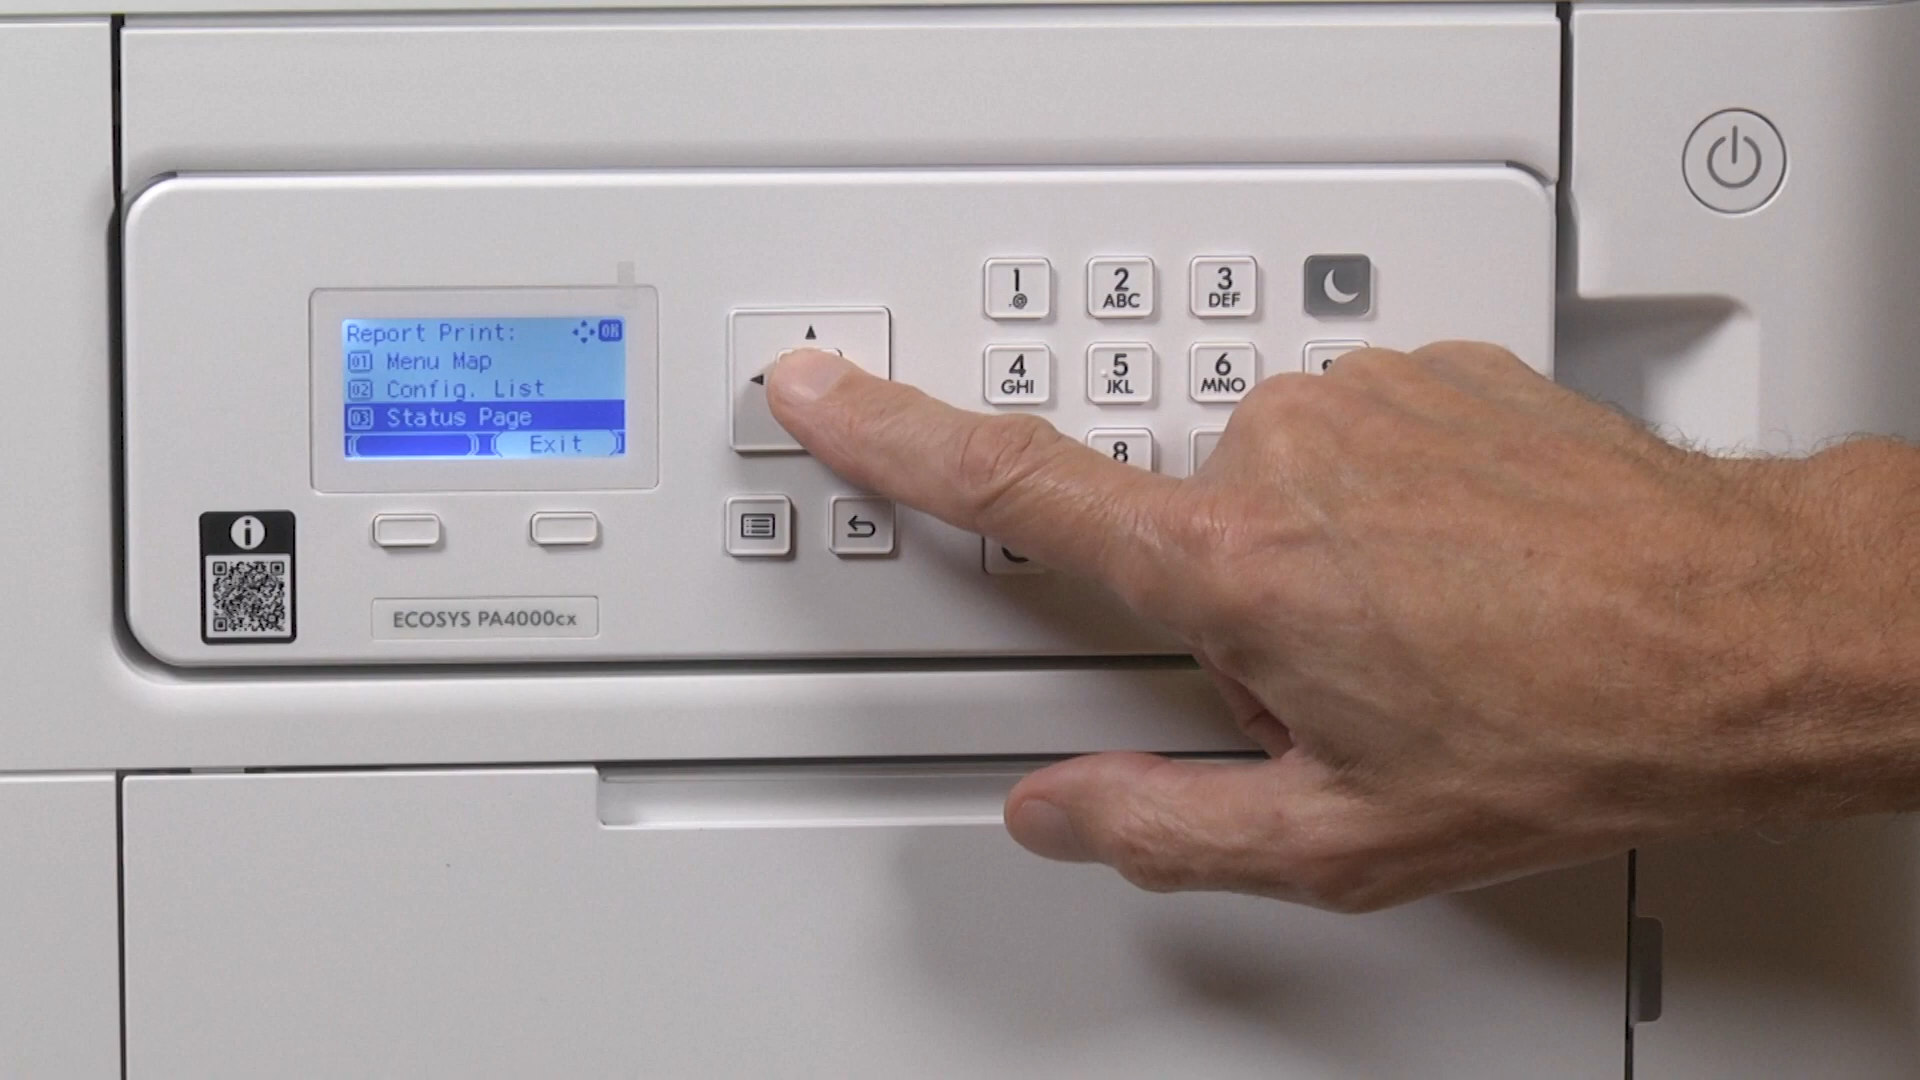 Report Print: OK
01 Menu Map
02 Config. List
03 Status Page
Exit
1 .@
2 ABC
3 DEF
4 GHI
5 JKL
6 MNO
8
i
ECOSYS PA4000cx